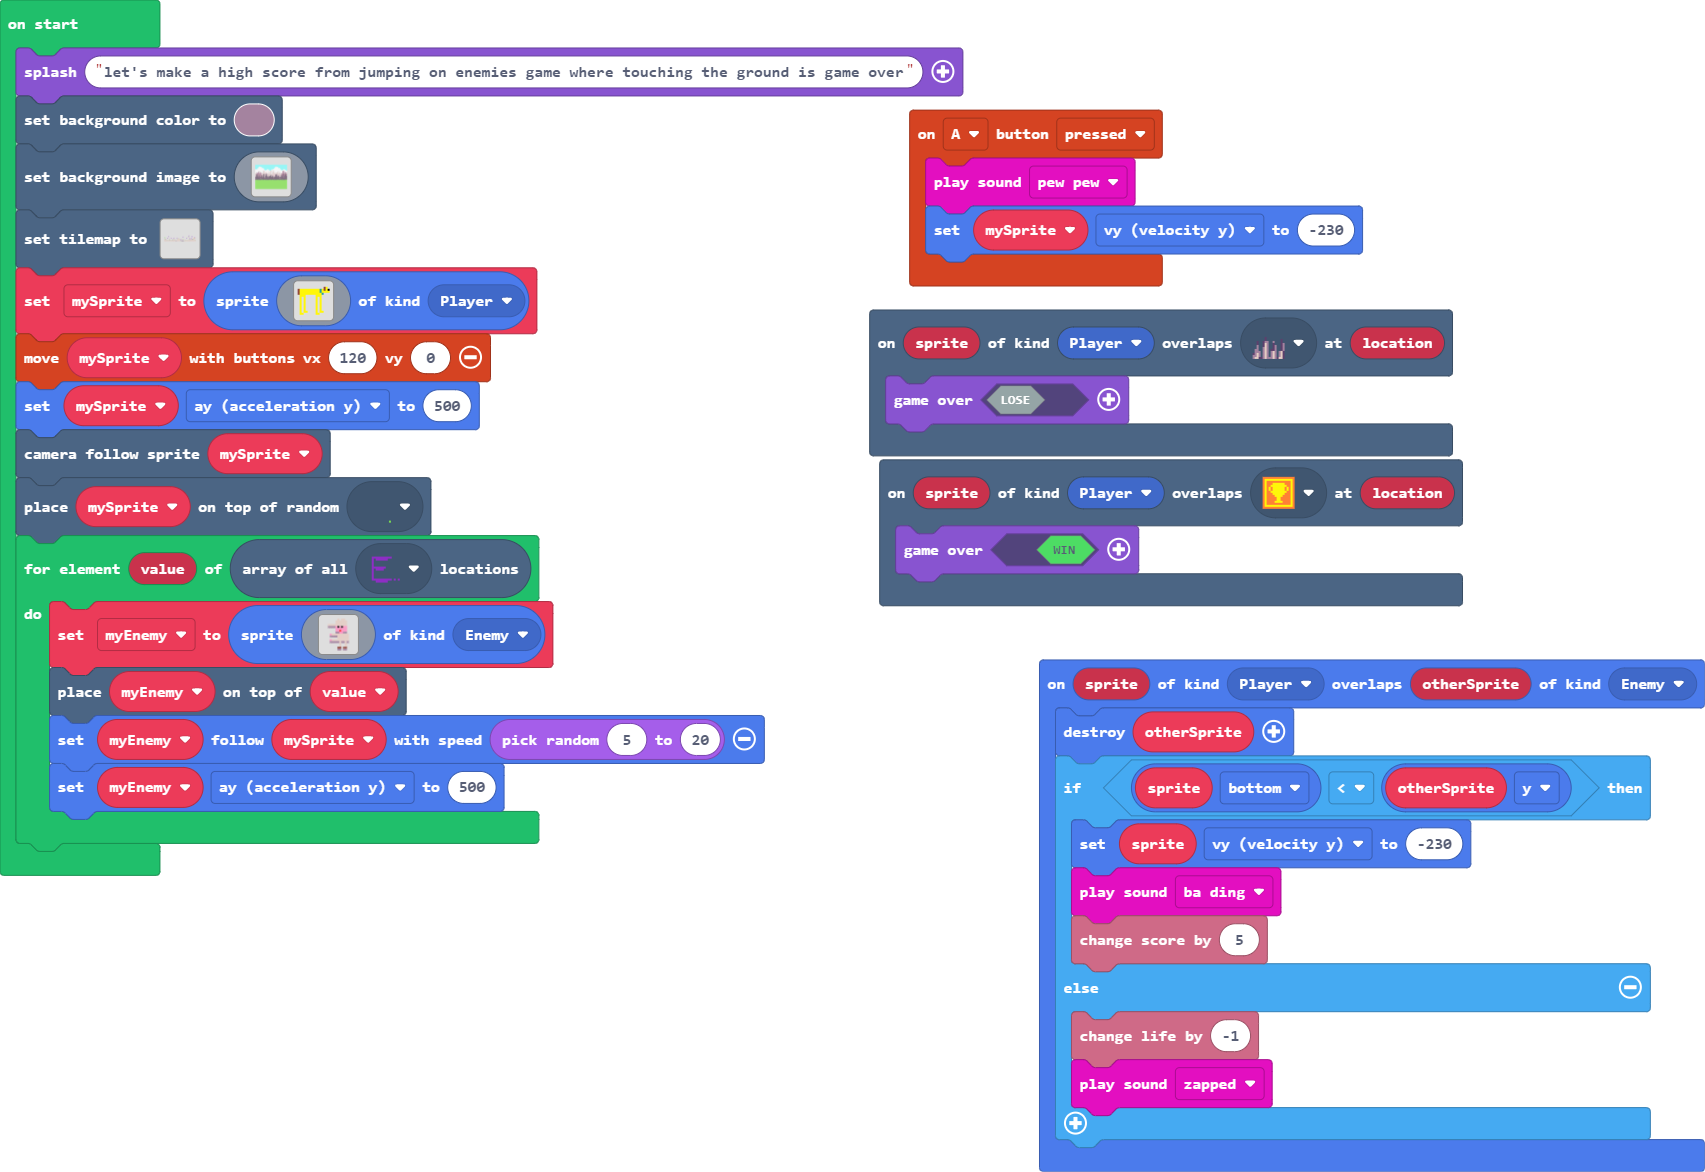 on start
splash "let's make a high score from jumping on enemies game where touching the ground is game over"
set background color to
set background image to
set tilemap to
set mySprite to sprite of kind Player
move mySprite with buttons vx 120 vy 0
set mySprite ay (acceleration y) to 500
camera follow sprite mySprite
place mySprite on top of random
for element value of array of all locations
do
set myEnemy to sprite of kind Enemy
place myEnemy on top of value
set myEnemy follow mySprite with speed pick random 5 to 20
set myEnemy ay (acceleration y) to 500
on A button pressed
play sound pew pew
set mySprite vy (velocity y) to -230
on sprite of kind Player overlaps at location
game over LOSE
on sprite of kind Player overlaps at location
game over WIN
on sprite of kind Player overlaps otherSprite of kind Enemy
destroy otherSprite
if sprite bottom < otherSprite y then
set sprite vy (velocity y) to -230
play sound ba ding
change score by 5
else
change life by -1
play sound zapped